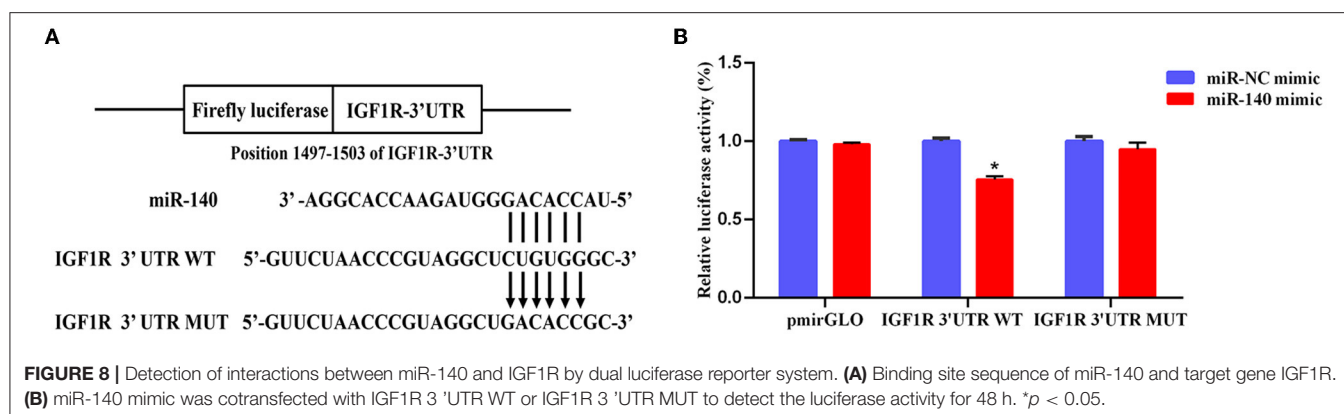 A
Firefly luciferase IGF1R-3'UTR
Position 1497-1503 of IGF1R-3'UTR
miR-140 3'-AGGCACCAAGAUGGGACACCAU-5'
IGF1R 3'UTR WT 5'-GUUCUAACCCGUAGGCUCUGUGGGC-3'
IGF1R 3'UTR MUT 5'-GUUCUAACCCGUAGGCUGACACCGC-3'
B
Relative luciferase activity (%)
1.5
1.0
0.5
0.0
*
pmirGLO IGF1R 3'UTR WT IGF1R 3'UTR MUT
miR-NC mimic
miR-140 mimic
FIGURE 8 | Detection of interactions between miR-140 and IGF1R by dual luciferase reporter system. (A) Binding site sequence of miR-140 and target gene IGF1R.
(B) miR-140 mimic was cotransfected with IGF1R 3 'UTR WT or IGF1R 3 'UTR MUT to detect the luciferase activity for 48 h. *p < 0.05.